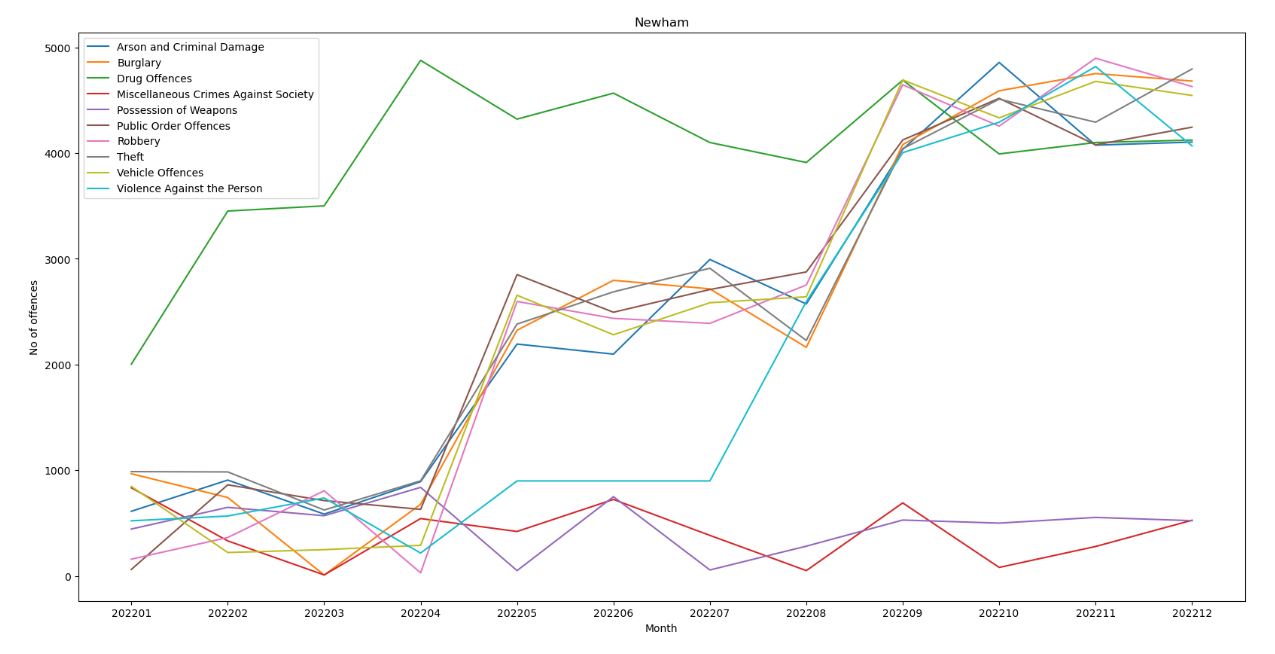 Newham
Arson and Criminal Damage
Burglary
Drug Offences
Miscellaneous Crimes Against Society
Possession of Weapons
Public Order Offences
Robbery
Theft
Vehicle Offences
Violence Against the Person
5000
4000
3000
2000
1000
0
No of offences
202201 202202 202203 202204 202205 202206 202207 202208 202209 202210 202211 202212
Month